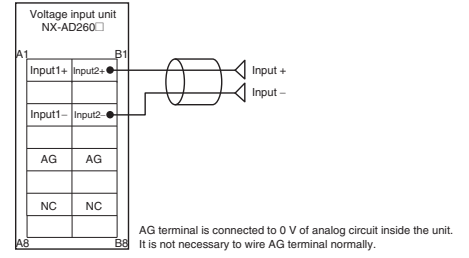 Voltage input unit
NX-AD260□
A1 B1
Input1+ Input2+
Input +
Input −
Input1− Input2−
AG AG
NC NC
A8 B8
AG terminal is connected to 0 V of analog circuit inside the unit.
It is not necessary to wire AG terminal normally.